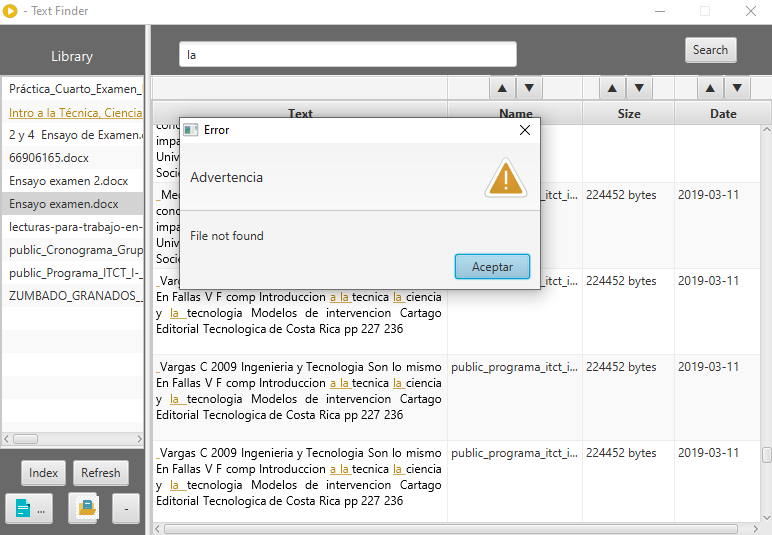 - Text Finder
Library
la
Search
Práctica_Cuarto_Examen_
Intro a la Técnica, Ciencia
2 y 4 Ensayo de Examen.
66906165.docx
Ensayo examen 2.docx
Ensayo examen.docx
lecturas-para-trabajo-en-
public_Cronograma_Grup
public_Programa_ITCT_I-_
ZUMBADO_GRANADOS_
Index
Refresh
...
-
▲ ▼ ▲ ▼ ▲ ▼
Text Name Size Date
conc
impa
Univ
Socie
_Med
conc
impa
Univ
Socie
_itct_i... 224452 bytes 2019-03-11
Error
Advertencia
File not found
Aceptar
_Varg
_itct_i... 224452 bytes 2019-03-11
En Fallas V F comp Introduccion a la tecnica la ciencia
y la tecnologia Modelos de intervencion Cartago
Editorial Tecnologica de Costa Rica pp 227 236
_Vargas C 2009 Ingenieria y Tecnologia Son lo mismo public_programa_itct_i... 224452 bytes 2019-03-11
En Fallas V F comp Introduccion a la tecnica la ciencia
y la tecnologia Modelos de intervencion Cartago
Editorial Tecnologica de Costa Rica pp 227 236
_Vargas C 2009 Ingenieria y Tecnologia Son lo mismo public_programa_itct_i... 224452 bytes 2019-03-11
En Fallas V F comp Introduccion a la tecnica la ciencia
y la tecnologia Modelos de intervencion Cartago
Editorial Tecnologica de Costa Rica pp 227 236